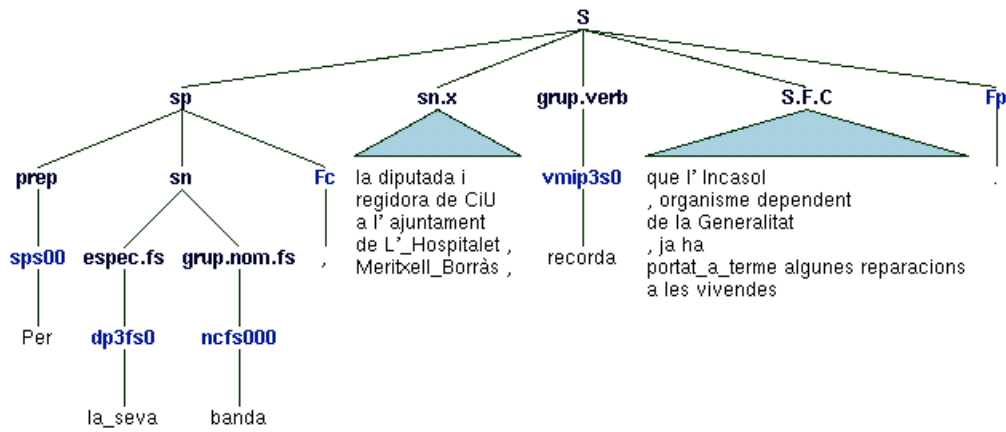 S
sp sn.x grup.verb S.F.C Fp
prep sn Fc la diputada i vmip3s0 que l' Incasol .
regidora de CiU , organisme dependent
a l' ajuntament de la Generalitat
sps00 espec.fs grup.nom.fs , de L'_Hospitalet , recorda , ja ha
Meritxell_Borràs , portat_a_terme algunes reparacions
a les vivendes
Per dp3fs0 ncfs000
la_seva banda